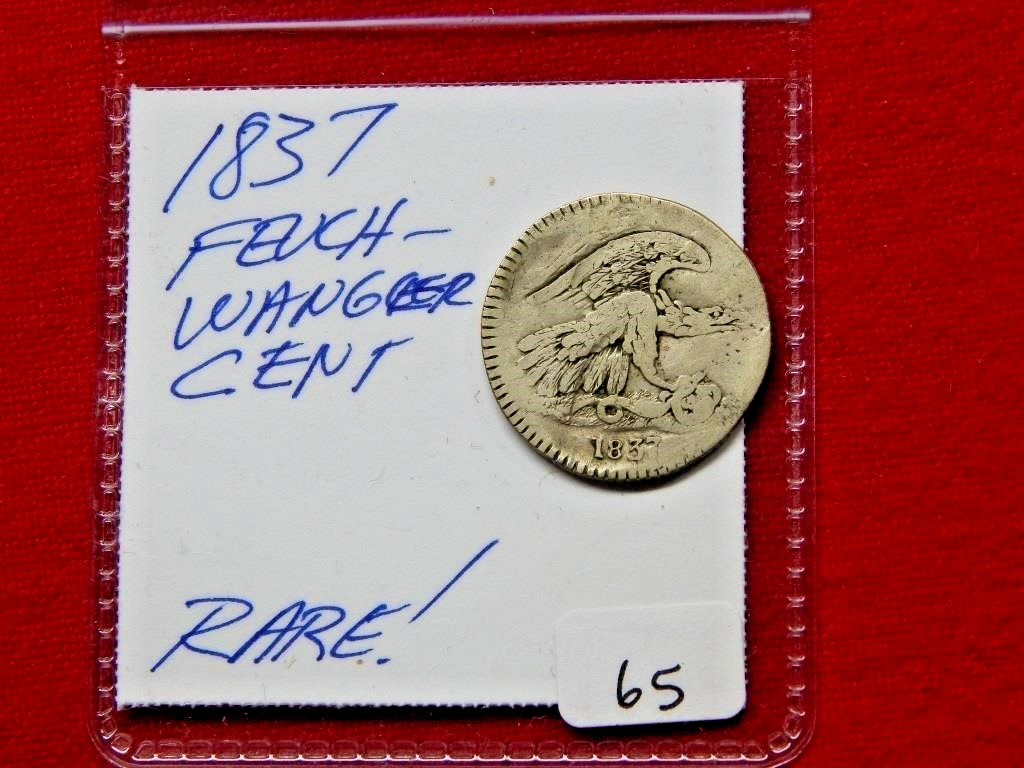 1837
FEUCH-
WANGER
CENT
1837
RARE!
65